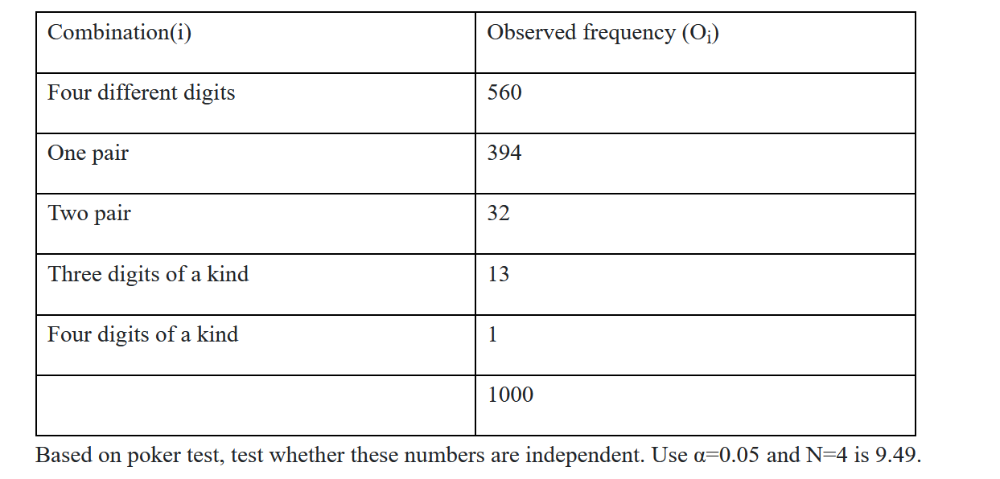 Combination(i) Observed frequency (Oi)
Four different digits 560
One pair 394
Two pair 32
Three digits of a kind 13
Four digits of a kind 1
1000
Based on poker test, test whether these numbers are independent. Use α=0.05 and N=4 is 9.49.